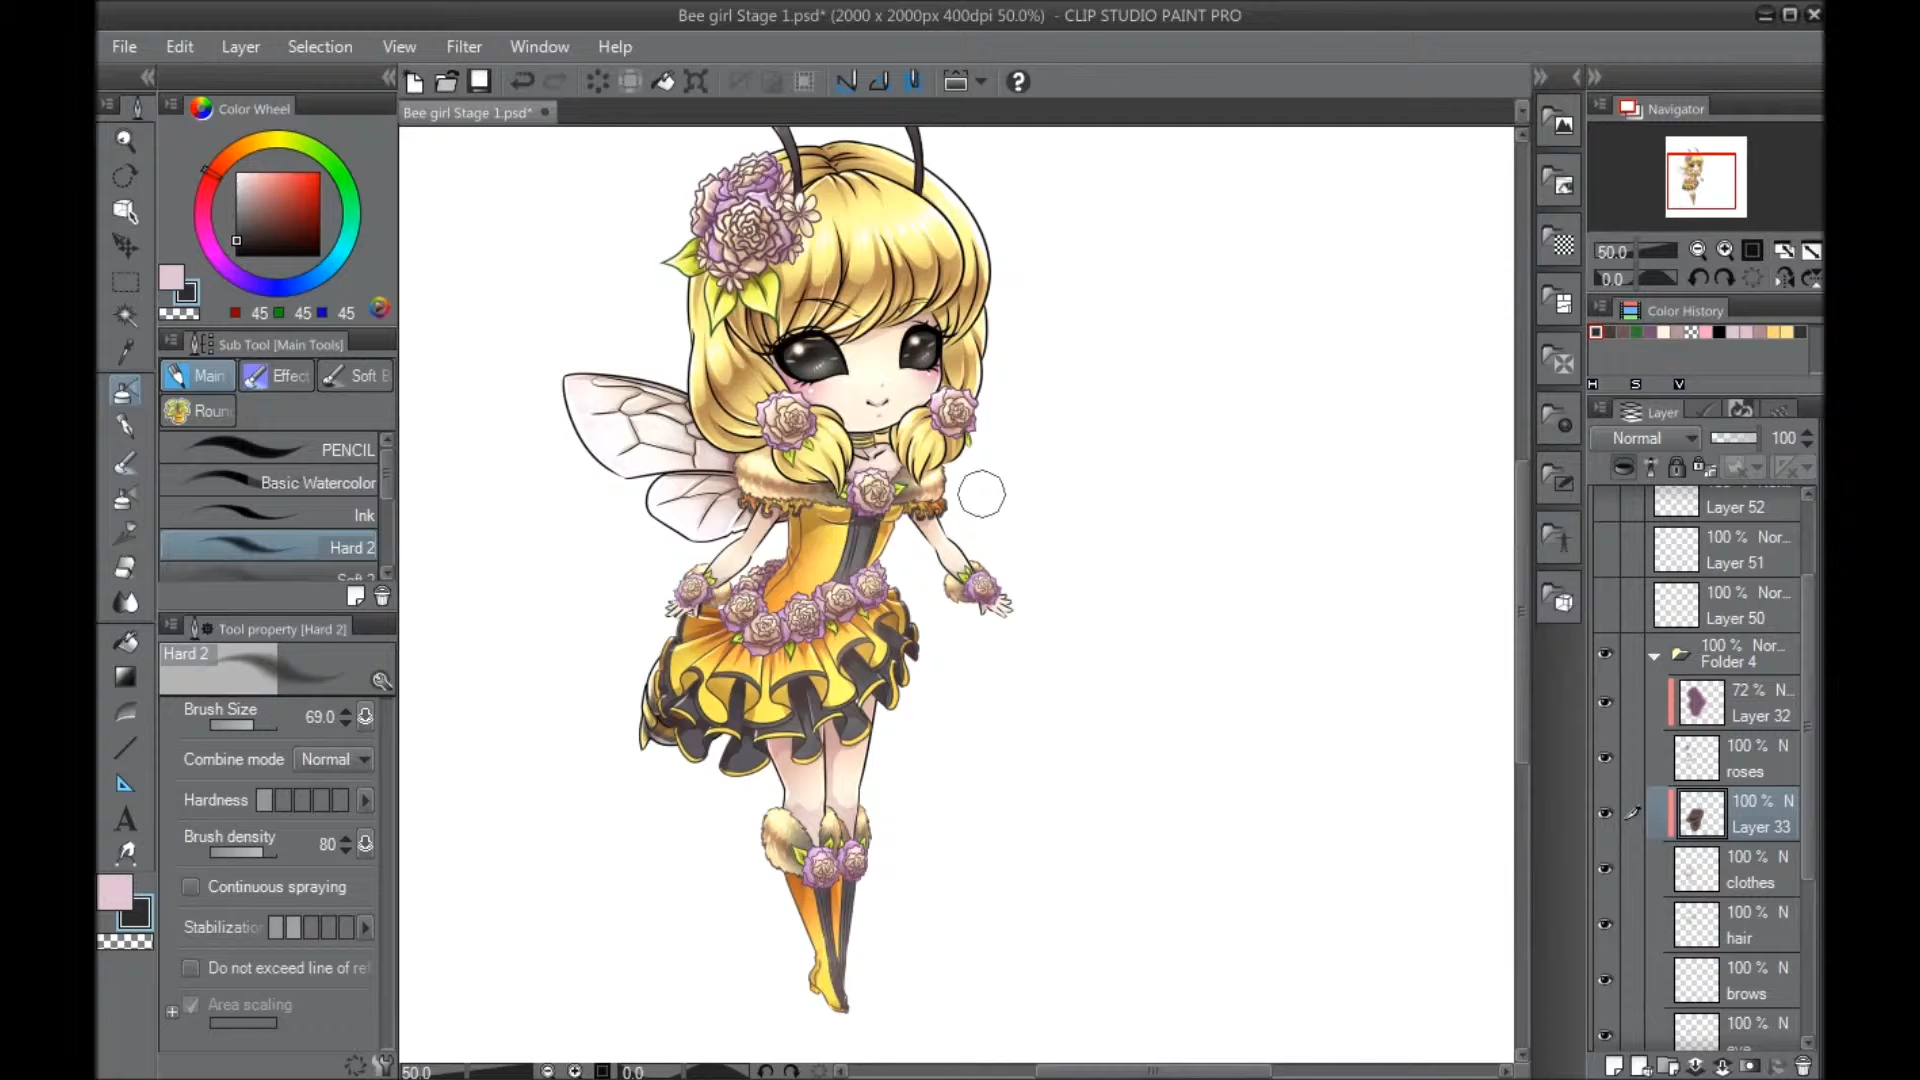 Bee girl Stage 1.psd* (2000 x 2000px 400dpi 50.0%) - CLIP STUDIO PAINT PRO
File Edit Layer Selection View Filter Window Help
Color Wheel
Bee girl Stage 1.psd*
45 45 45
Sub Tool [Main Tools]
Main Effect Soft B
Roun
PENCIL
Basic Watercolor
Ink
Hard 2
Soft 2
Tool property [Hard 2]
Hard 2
Brush Size 69.0
Combine mode Normal
Hardness
Brush density 80
Continuous spraying
Stabilization
Do not exceed line of ref
Area scaling
50.0 0.0
Navigator
50.0
0.0
Color History
H S V
Layer
Normal 100
Layer 52
100 % Nor...
Layer 51
100 % Nor...
Layer 50
100 % Nor...
Folder 4
72 % N...
Layer 32
100 % N
roses
100 % N
Layer 33
100 % N
clothes
100 % N
hair
100 % N
brows
100 % N